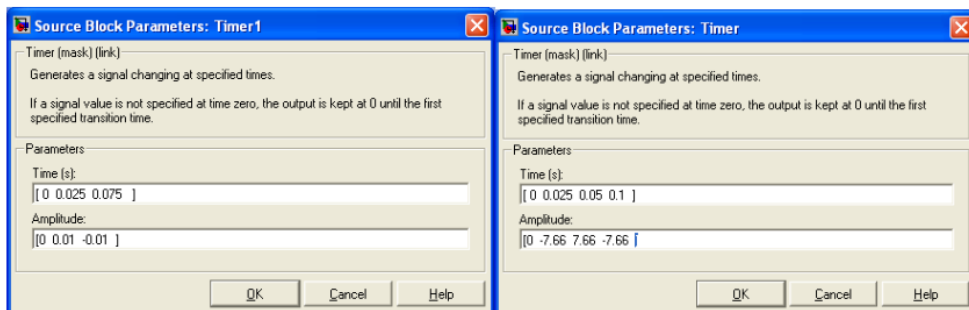 Source Block Parameters: Timer1
Timer (mask) (link)
Generates a signal changing at specified times.
If a signal value is not specified at time zero, the output is kept at 0 until the first
specified transition time.
Parameters
Time (s):
[ 0 0.025 0.075 ]
Amplitude:
[0 0.01 -0.01 ]
OK
Cancel
Help
Source Block Parameters: Timer
Timer (mask) (link)
Generates a signal changing at specified times.
If a signal value is not specified at time zero, the output is kept at 0 until the first
specified transition time.
Parameters
Time (s):
[ 0 0.025 0.05 0.1 ]
Amplitude:
[0 -7.66 7.66 -7.66
OK
Cancel
Help